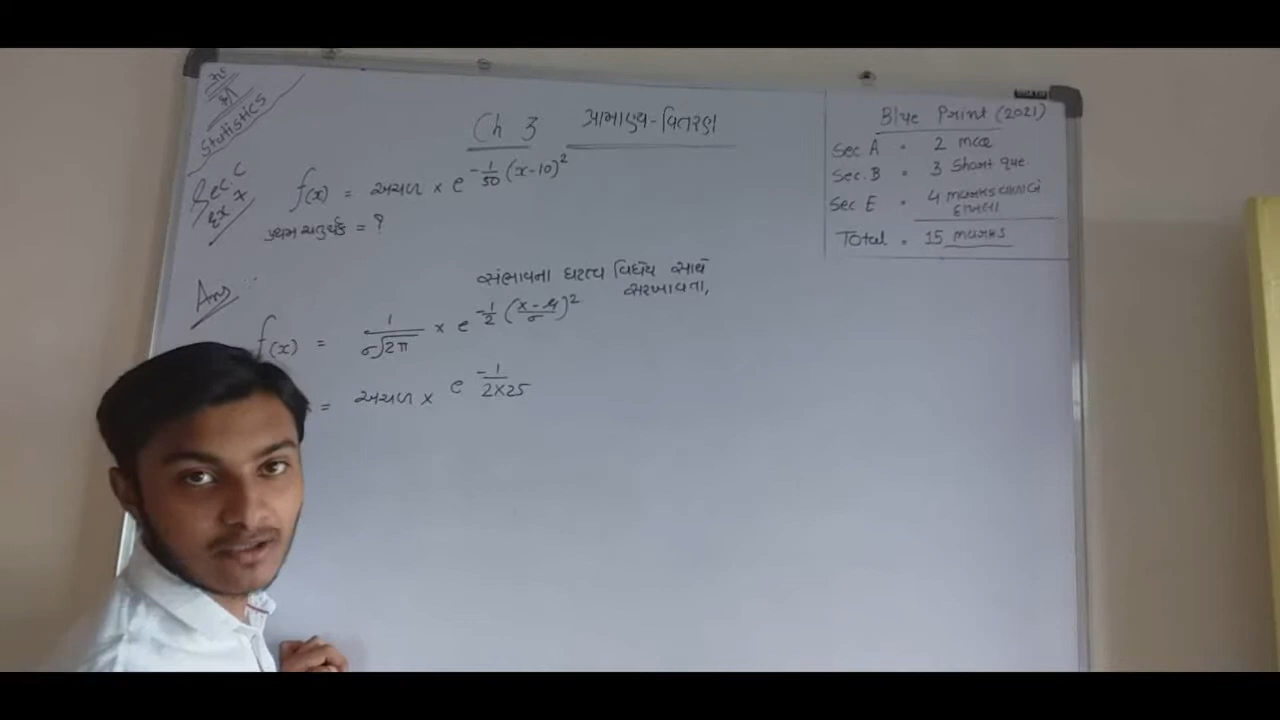 Statistics
Ch 3 પ્રામાણ્ય-વિતરણ
Sec. C
f(x) = અચળ × e^{-1/50 (x-10)^2}
પ્રથમ ચતુર્થક = ?
Ans
સંભાવના ઘટત્વ વિધેય સાથે
સરખાવતા,
f(x) = 1/(σ√2π) × e^{-1/2 ((x-μ)/σ)^2}
= અચળ × e^{-1/(2×25)}
Blue Print (2021)
Sec A • 2 mcq
Sec. B • 3 Short que
Sec E • 4 marks વાળા
દાખલા
Total • 15 marks